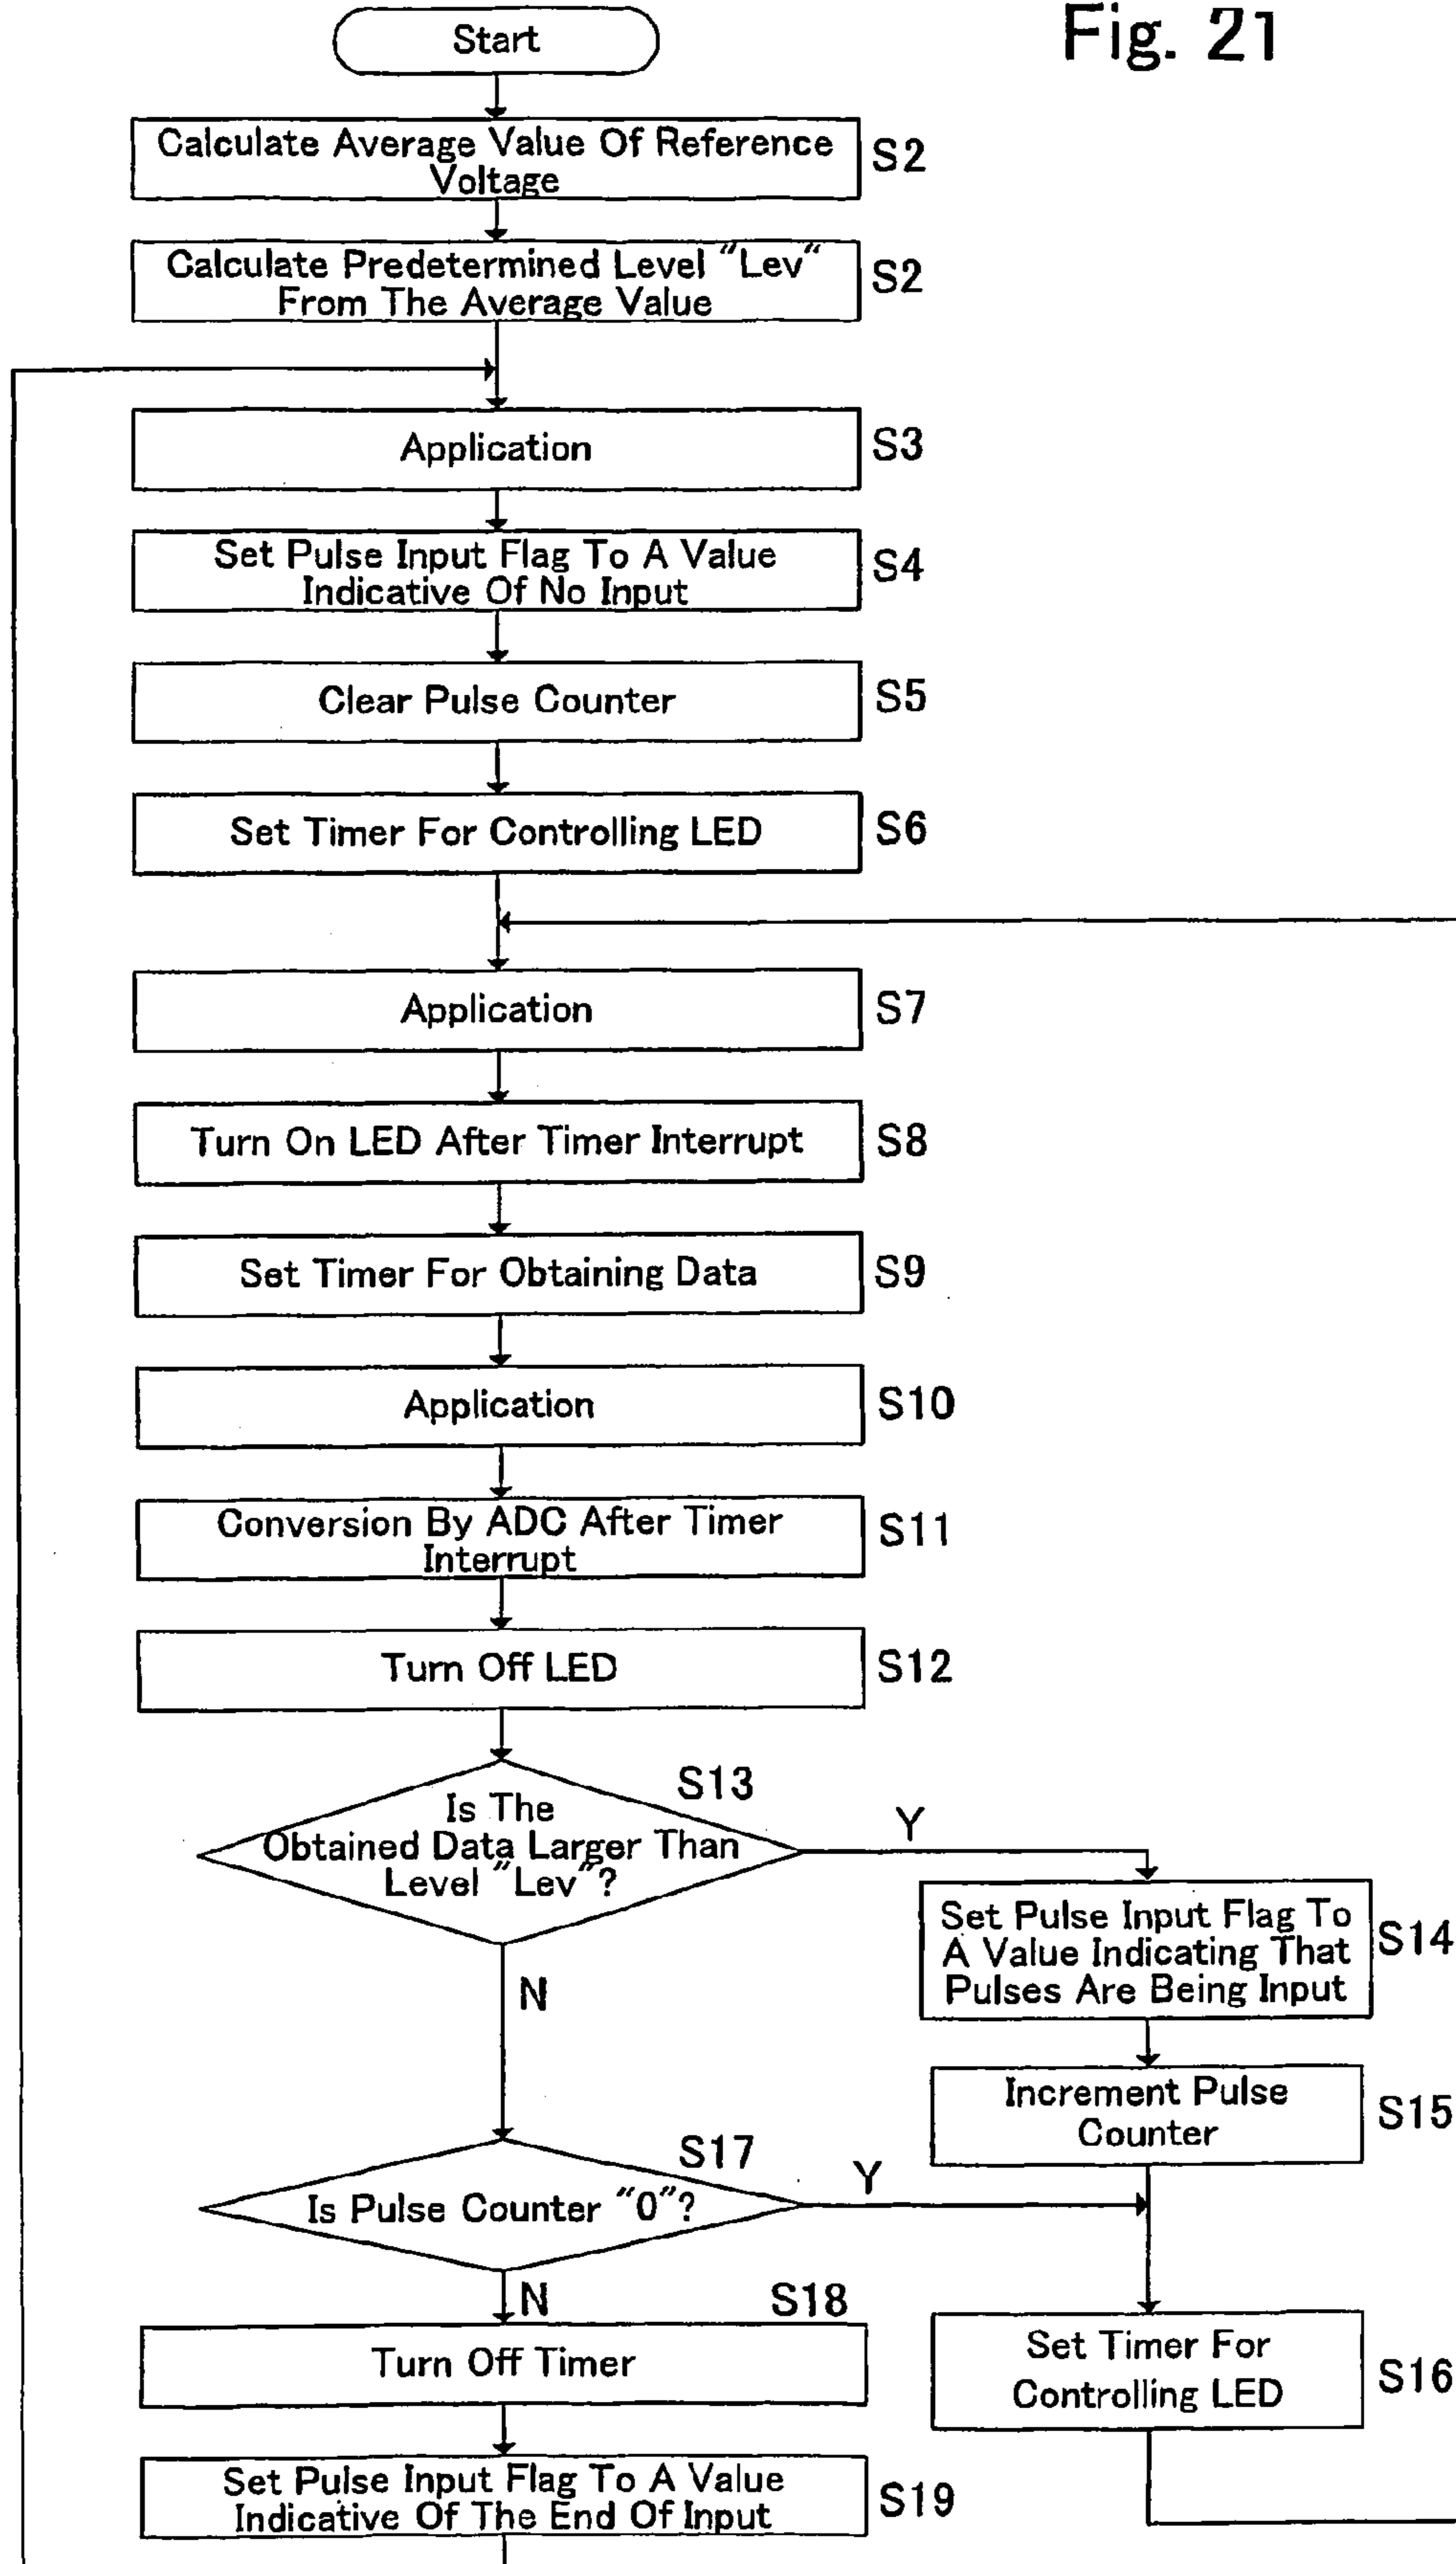 Fig. 21
Start
Calculate Average Value Of Reference
Voltage
S2
Calculate Predetermined Level "Lev"
From The Average Value
S2
Application
S3
Set Pulse Input Flag To A Value
Indicative Of No Input
S4
Clear Pulse Counter
S5
Set Timer For Controlling LED
S6
Application
S7
Turn On LED After Timer Interrupt
S8
Set Timer For Obtaining Data
S9
Application
S10
Conversion By ADC After Timer
Interrupt
S11
Turn Off LED
S12
S13
Is The
Obtained Data Larger Than
Level "Lev"?
Y
N
Set Pulse Input Flag To
A Value Indicating That
Pulses Are Being Input
S14
Increment Pulse
Counter
S15
S17
Is Pulse Counter "0"?
Y
N
S18
Turn Off Timer
Set Timer For
Controlling LED
S16
Set Pulse Input Flag To A Value
Indicative Of The End Of Input
S19